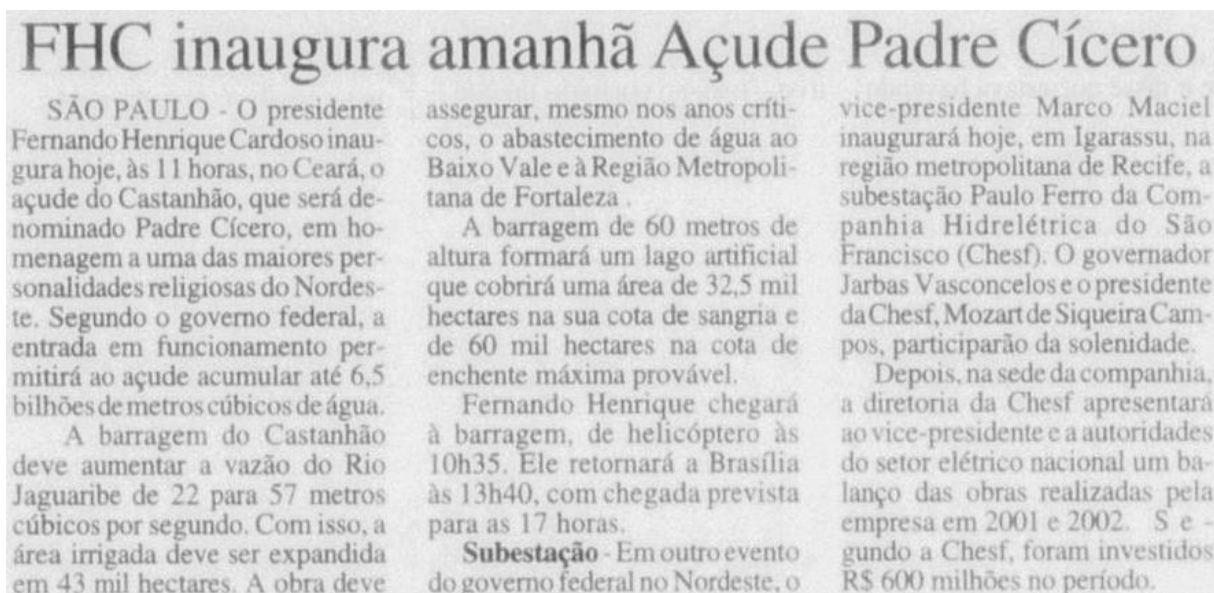 FHC inaugura amanhã Açude Padre Cícero
SÃO PAULO - O presidente
Fernando Henrique Cardoso inau-
gura hoje, às 11 horas, no Ceará, o
açude do Castanhão, que será de-
nominado Padre Cícero, em ho-
menagem a uma das maiores per-
sonalidades religiosas do Nordes-
te. Segundo o governo federal, a
entrada em funcionamento per-
mitirá ao açude acumular até 6,5
bilhões de metros cúbicos de água.
A barragem do Castanhão
deve aumentar a vazão do Rio
Jaguaribe de 22 para 57 metros
cúbicos por segundo. Com isso, a
área irrigada deve ser expandida
em 43 mil hectares. A obra deve
assegurar, mesmo nos anos críti-
cos, o abastecimento de água ao
Baixo Vale e à Região Metropoli-
tana de Fortaleza .
A barragem de 60 metros de
altura formará um lago artificial
que cobrirá uma área de 32,5 mil
hectares na sua cota de sangria e
de 60 mil hectares na cota de
enchente máxima provável.
Fernando Henrique chegará
à barragem, de helicóptero às
10h35. Ele retornará a Brasília
às 13h40, com chegada prevista
para as 17 horas.
Subestação - Em outro evento
do governo federal no Nordeste, o
vice-presidente Marco Maciel
inaugurará hoje, em Igarassu, na
região metropolitana de Recife, a
subestação Paulo Ferro da Com-
panhia Hidrelétrica do São
Francisco (Chesf). O governador
Jarbas Vasconcelos e o presidente
da Chesf, Mozart de Siqueira Cam-
pos, participarão da solenidade.
Depois, na sede da companhia,
a diretoria da Chesf apresentará
ao vice-presidente e a autoridades
do setor elétrico nacional um ba-
lanço das obras realizadas pela
empresa em 2001 e 2002. S e -
gundo a Chesf, foram investidos
R$ 600 milhões no período.